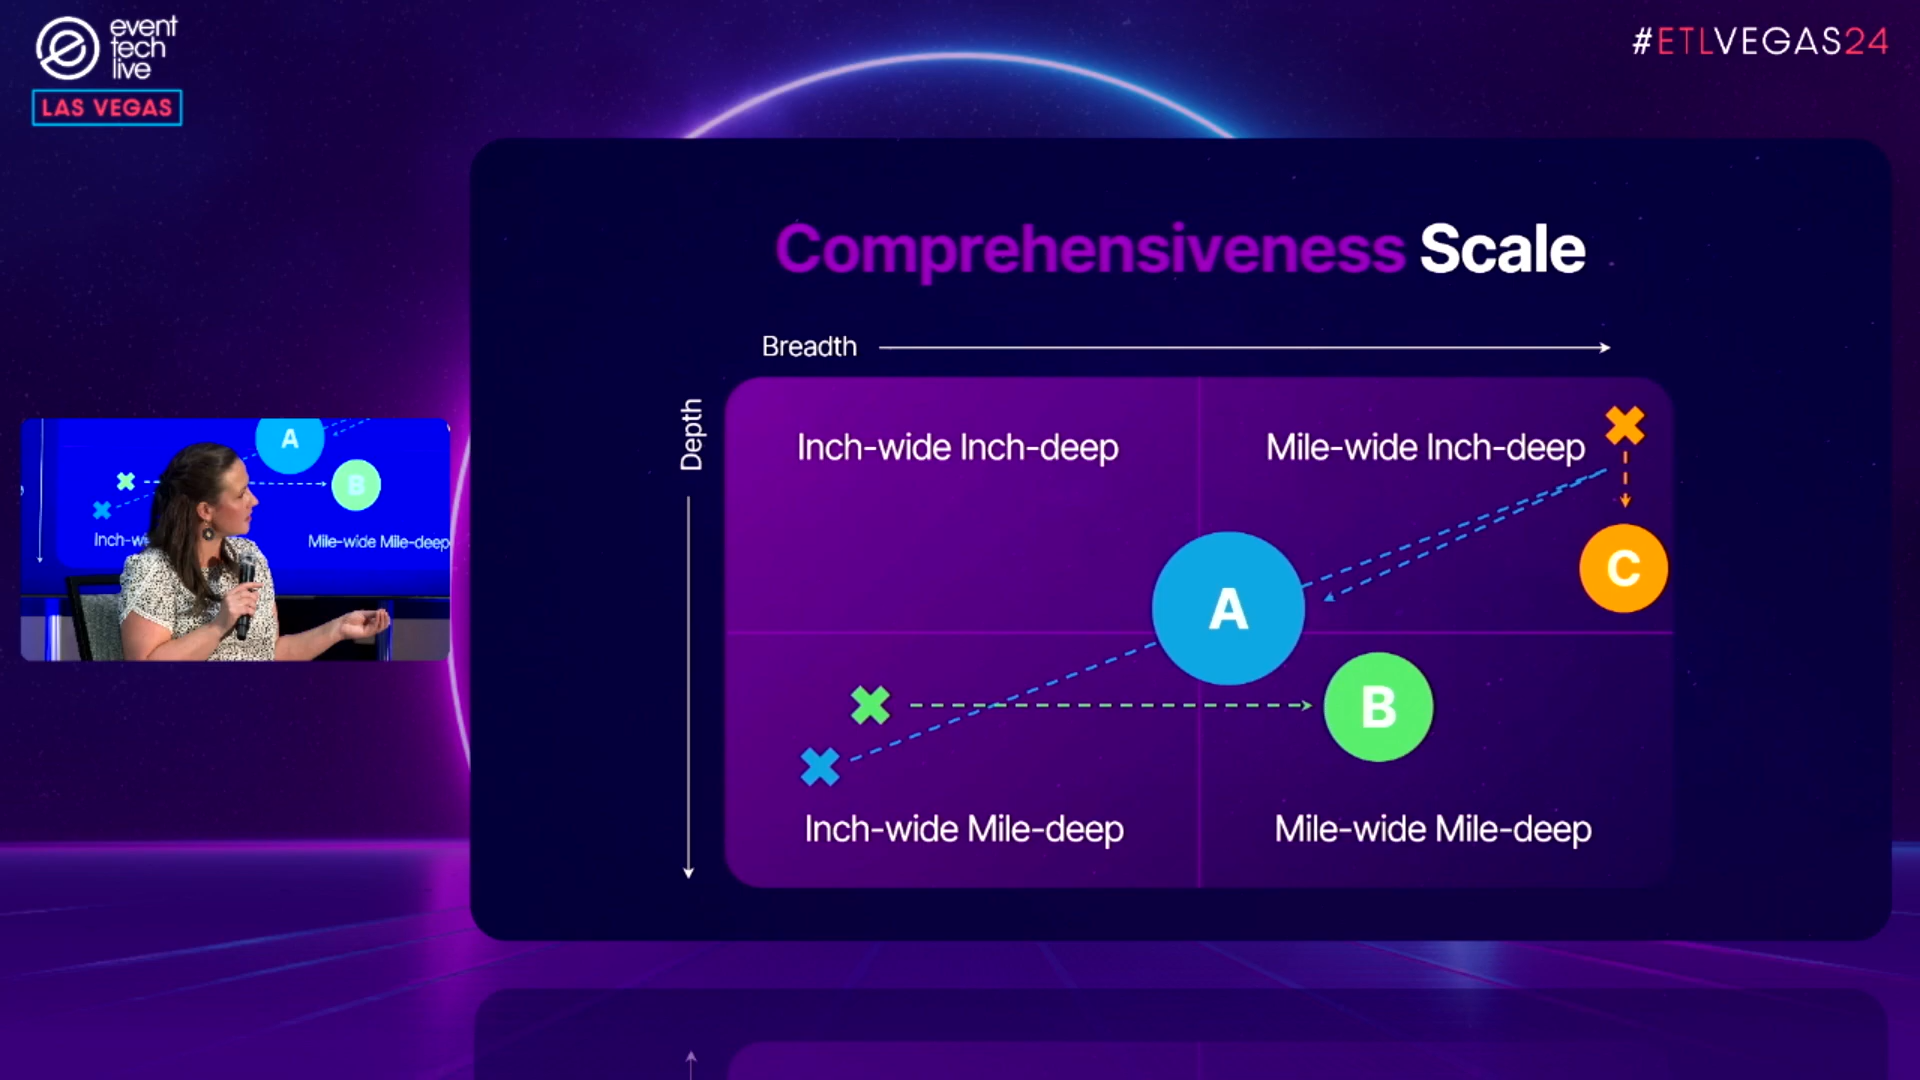 event
tech
live
LAS VEGAS
#ETLVEGAS24
Comprehensiveness Scale
Breadth
Depth
Inch-wide Inch-deep
Mile-wide Inch-deep
C
A
B
Inch-wide Mile-deep
Mile-wide Mile-deep
A
B
Inch-w
Mile-wide Mile-deep